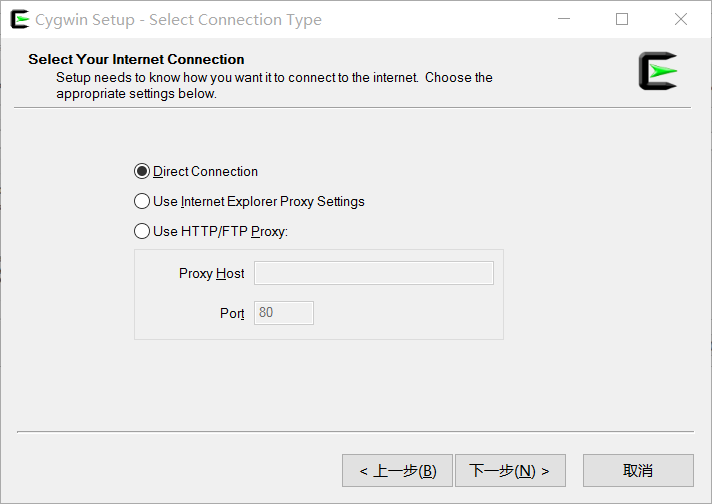 Cygwin Setup - Select Connection Type
Select Your Internet Connection
Setup needs to know how you want it to connect to the internet. Choose the
appropriate settings below.
Direct Connection
Use Internet Explorer Proxy Settings
Use HTTP/FTP Proxy:
Proxy Host
Port 80
< 上一步(B) 下一步(N) > 取消